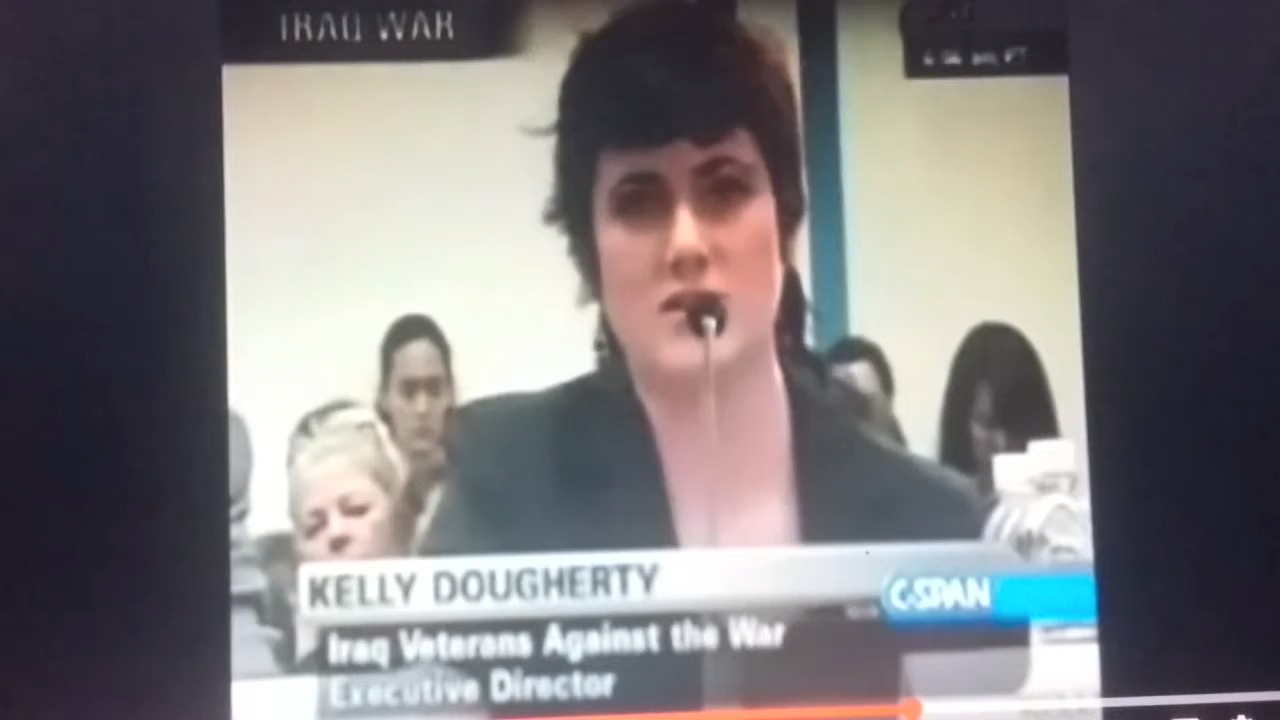 IRAQ WAR
KELLY DOUGHERTY
C-SPAN
Iraq Veterans Against the War
Executive Director